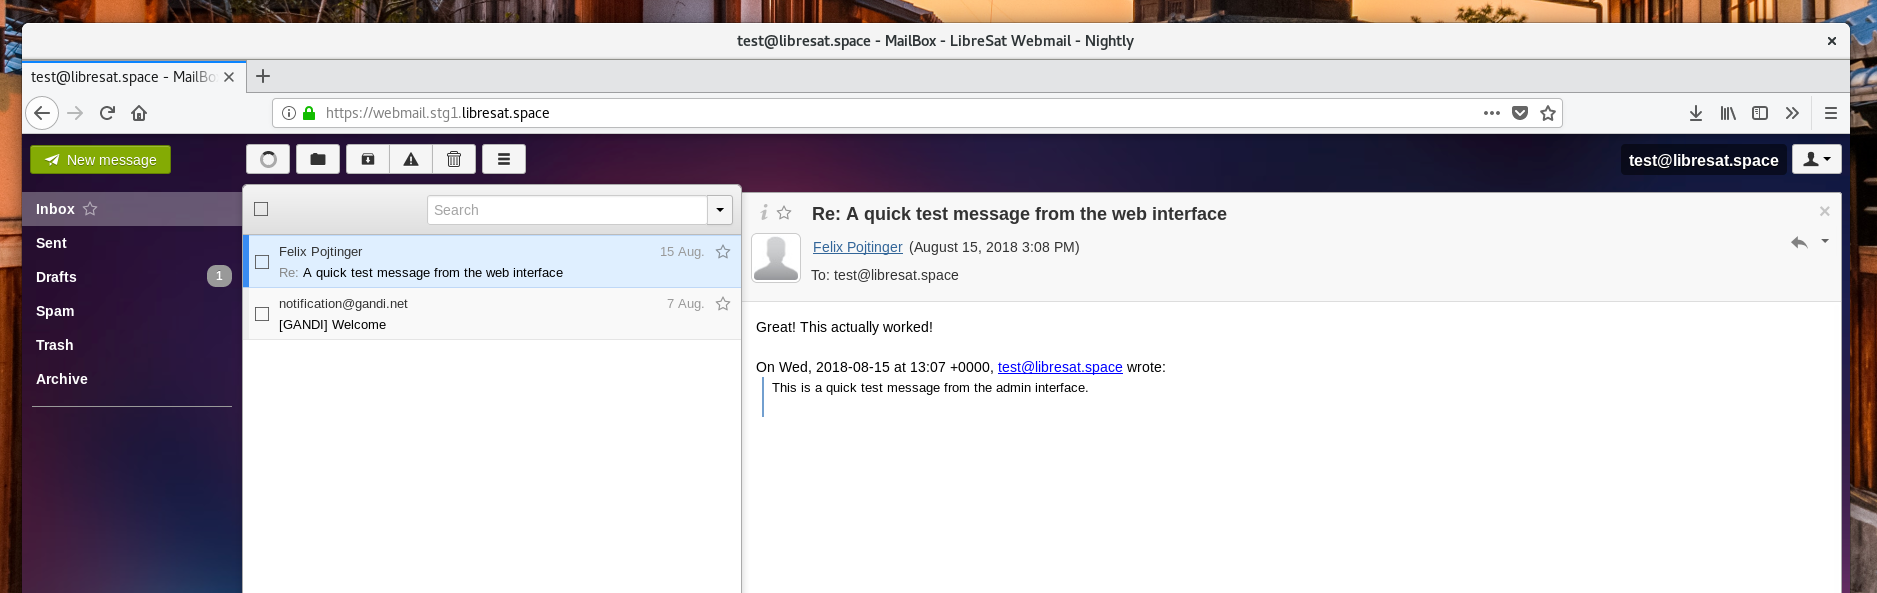 test@libresat.space - MailBox - LibreSat Webmail - Nightly
test@libresat.space - MailBo
https://webmail.stg1.libresat.space
New message
test@libresat.space
Inbox
Sent
Drafts 1
Spam
Trash
Archive
Search
Felix Pojtinger 15 Aug.
Re: A quick test message from the web interface
notification@gandi.net 7 Aug.
[GANDI] Welcome
Re: A quick test message from the web interface
Felix Pojtinger (August 15, 2018 3:08 PM)
To: test@libresat.space
Great! This actually worked!
On Wed, 2018-08-15 at 13:07 +0000, test@libresat.space wrote:
This is a quick test message from the admin interface.